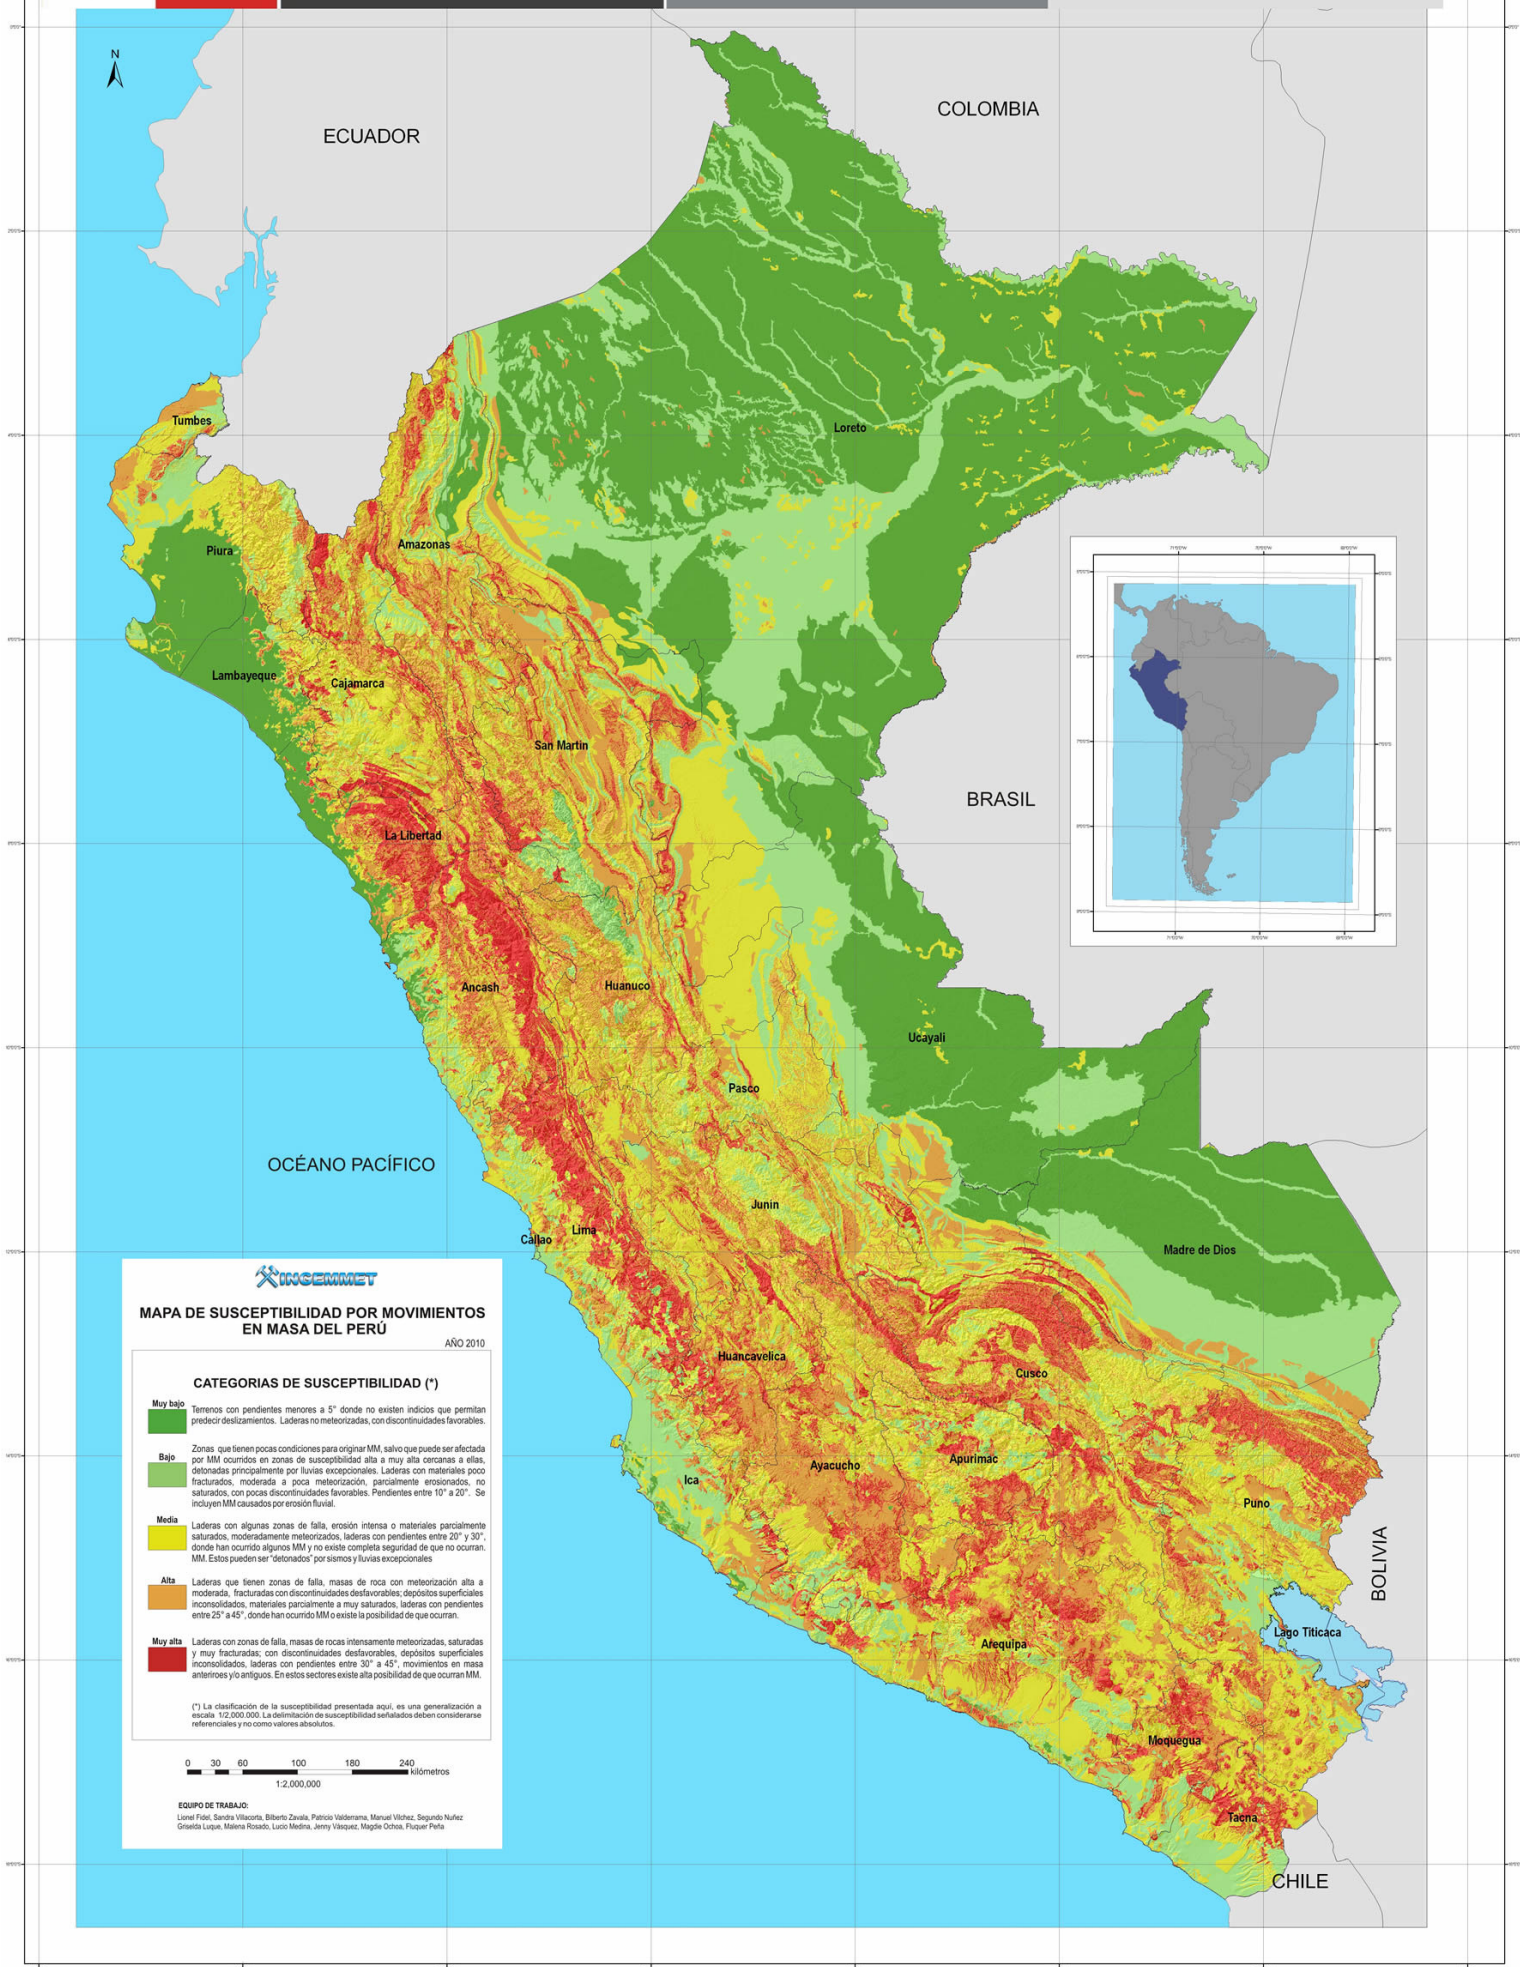 N
ECUADOR
COLOMBIA
Tumbes
Loreto
Piura
Amazonas
Lambayeque
Cajamarca
San Martin
BRASIL
La Libertad
Ancash
Huanuco
Ucayali
Pasco
OCÉANO PACÍFICO
Junin
Lima
Callao
Madre de Dios
Huancavelica
Cusco
Ayacucho
Apurimac
Ica
Puno
BOLIVIA
Lago Titicaca
Arequipa
Moquegua
Tacna
CHILE
INGEMMET
MAPA DE SUSCEPTIBILIDAD POR MOVIMIENTOS
EN MASA DEL PERÚ
AÑO 2010
CATEGORIAS DE SUSCEPTIBILIDAD (*)
Muy bajo
Terrenos con pendientes menores a 5° donde no existen indicios que permitan
predecir deslizamientos. Laderas no meteorizadas, con discontinuidades favorables.
Bajo
Zonas que tienen pocas condiciones para originar MM, salvo que puede ser afectada
por MM ocurridos en zonas de susceptibilidad alta a muy alta cercanas a ellas,
detonadas principalmente por lluvias excepcionales. Laderas con materiales poco
fracturados, moderada a poca meteorización, parcialmente erosionados, no
saturados, con pocas discontinuidades favorables. Pendientes entre 10° a 20°. Se
incluyen MM causados por erosión fluvial.
Media
Laderas con algunas zonas de falla, erosión intensa o materiales parcialmente
saturados, moderadamente meteorizados, laderas con pendientes entre 20° y 30°,
donde han ocurrido algunos MM y no existe completa seguridad de que no ocurran.
MM. Estos pueden ser "detonados" por sismos y lluvias excepcionales
Alta
Laderas que tienen zonas de falla, masas de roca con meteorización alta a
moderada, fracturadas con discontinuidades desfavorables; depósitos superficiales
inconsolidados, materiales parcialmente a muy saturados, laderas con pendientes
entre 25° a 45°, donde han ocurrido MM o existe la posibilidad de que ocurran.
Muy alta
Laderas con zonas de falla, masas de rocas intensamente meteorizadas, saturadas
y muy fracturadas; con discontinuidades desfavorables, depósitos superficiales
inconsolidados, laderas con pendientes entre 30° a 45°, movimientos en masa
anteriroes y/o antiguos. En estos sectores existe alta posibilidad de que ocurran MM.
(*) La clasificación de la susceptibilidad presentada aquí, es una generalización a
escala 1/2,000.000. La delimitación de susceptibilidad señalados deben considerarse
referenciales y no como valores absolutos.
0 30 60 100 180 240
kilómetros
1:2,000,000
EQUIPO DE TRABAJO:
Lionel Fidel, Sandra Villacorta, Bilberto Zavala, Patricio Valderrama, Manuel Vilchez, Segundo Nuñez
Griselda Luque, Malena Rosado, Lucio Medina, Jenny Vásquez, Magdie Ochoa, Fluquer Peña